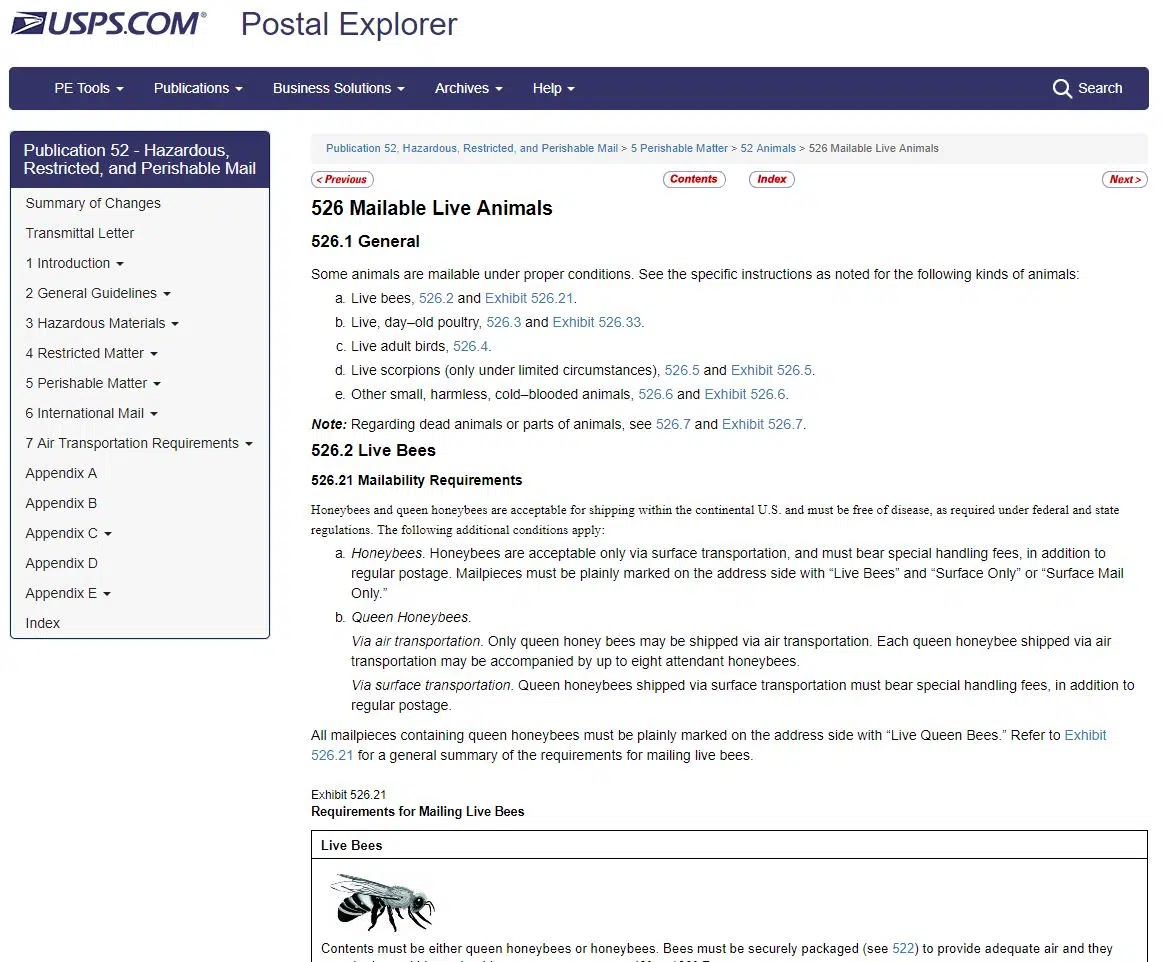 USPS.COM® Postal Explorer
PE Tools Publications Business Solutions Archives Help Search
Publication 52 - Hazardous,
Restricted, and Perishable Mail
Summary of Changes
Transmittal Letter
1 Introduction
2 General Guidelines
3 Hazardous Materials
4 Restricted Matter
5 Perishable Matter
6 International Mail
7 Air Transportation Requirements
Appendix A
Appendix B
Appendix C
Appendix D
Appendix E
Index
Publication 52, Hazardous, Restricted, and Perishable Mail > 5 Perishable Matter > 52 Animals > 526 Mailable Live Animals
< Previous Contents Index Next >
526 Mailable Live Animals
526.1 General
Some animals are mailable under proper conditions. See the specific instructions as noted for the following kinds of animals:
a. Live bees, 526.2 and Exhibit 526.21.
b. Live, day–old poultry, 526.3 and Exhibit 526.33.
c. Live adult birds, 526.4.
d. Live scorpions (only under limited circumstances), 526.5 and Exhibit 526.5.
e. Other small, harmless, cold–blooded animals, 526.6 and Exhibit 526.6.
Note: Regarding dead animals or parts of animals, see 526.7 and Exhibit 526.7.
526.2 Live Bees
526.21 Mailability Requirements
Honeybees and queen honeybees are acceptable for shipping within the continental U.S. and must be free of disease, as required under federal and state
regulations. The following additional conditions apply:
a. Honeybees. Honeybees are acceptable only via surface transportation, and must bear special handling fees, in addition to
regular postage. Mailpieces must be plainly marked on the address side with “Live Bees” and “Surface Only” or “Surface Mail
Only.”
b. Queen Honeybees.
Via air transportation. Only queen honey bees may be shipped via air transportation. Each queen honeybee shipped via air
transportation may be accompanied by up to eight attendant honeybees.
Via surface transportation. Queen honeybees shipped via surface transportation must bear special handling fees, in addition to
regular postage.
All mailpieces containing queen honeybees must be plainly marked on the address side with “Live Queen Bees.” Refer to Exhibit
526.21 for a general summary of the requirements for mailing live bees.
Exhibit 526.21
Requirements for Mailing Live Bees
Live Bees
Contents must be either queen honeybees or honeybees. Bees must be securely packaged (see 522) to provide adequate air and they